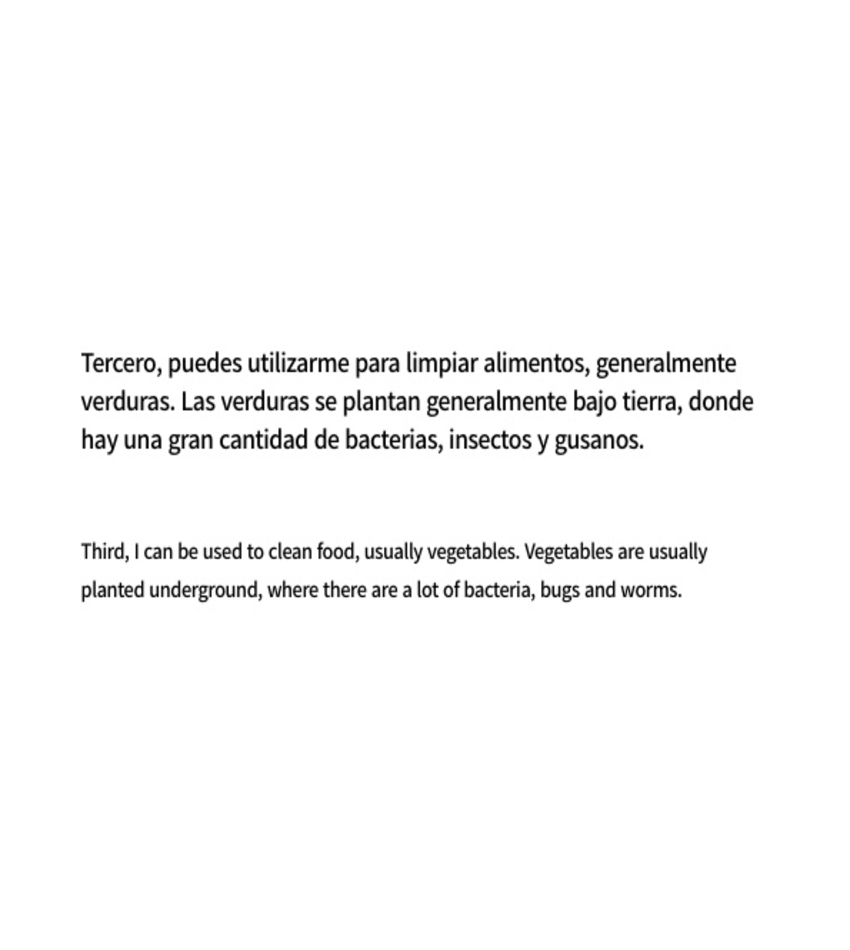 Tercero, puedes utilizarme para limpiar alimentos, generalmente
verduras. Las verduras se plantan generalmente bajo tierra, donde
hay una gran cantidad de bacterias, insectos y gusanos.
Third, I can be used to clean food, usually vegetables. Vegetables are usually
planted underground, where there are a lot of bacteria, bugs and worms.